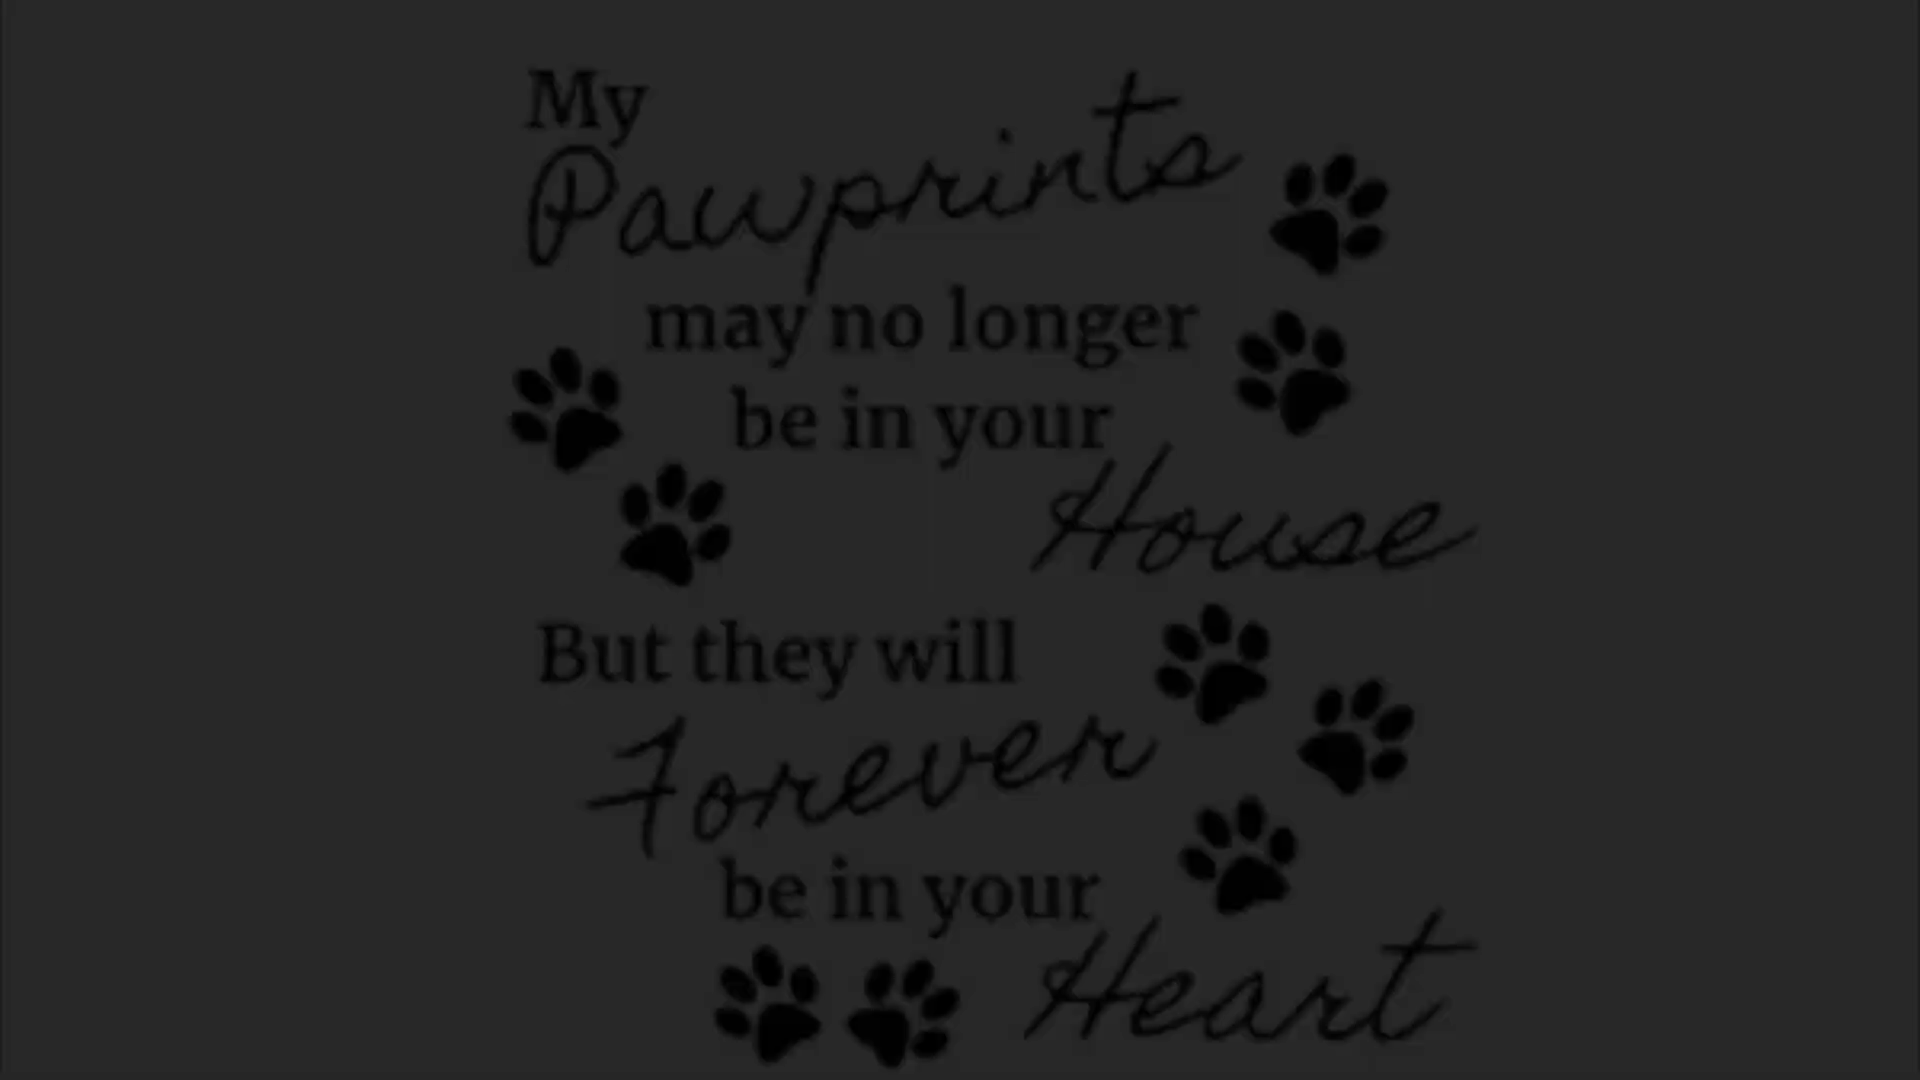 My
Pawprints
may no longer
be in your
House
But they will
Forever
be in your
Heart